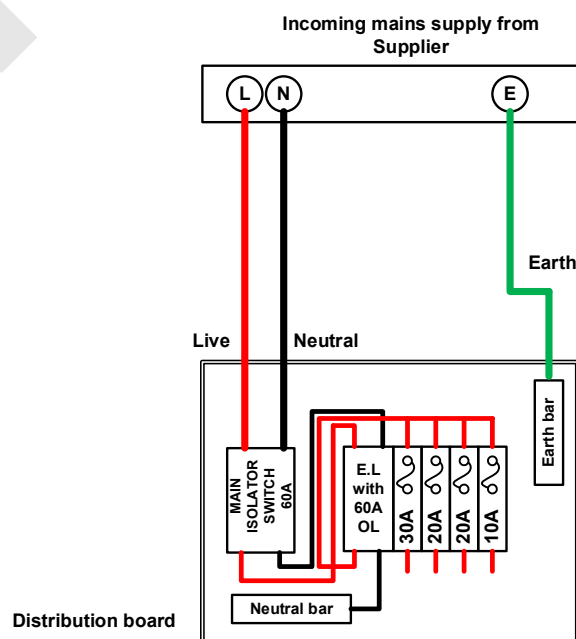 Incoming mains supply from
Supplier
L
N
E
Earth
Live
Neutral
Earth bar
MAIN
ISOLATOR
SWITCH
60A
E.L
with
60A
OL
30A
20A
20A
10A
Neutral bar
Distribution board